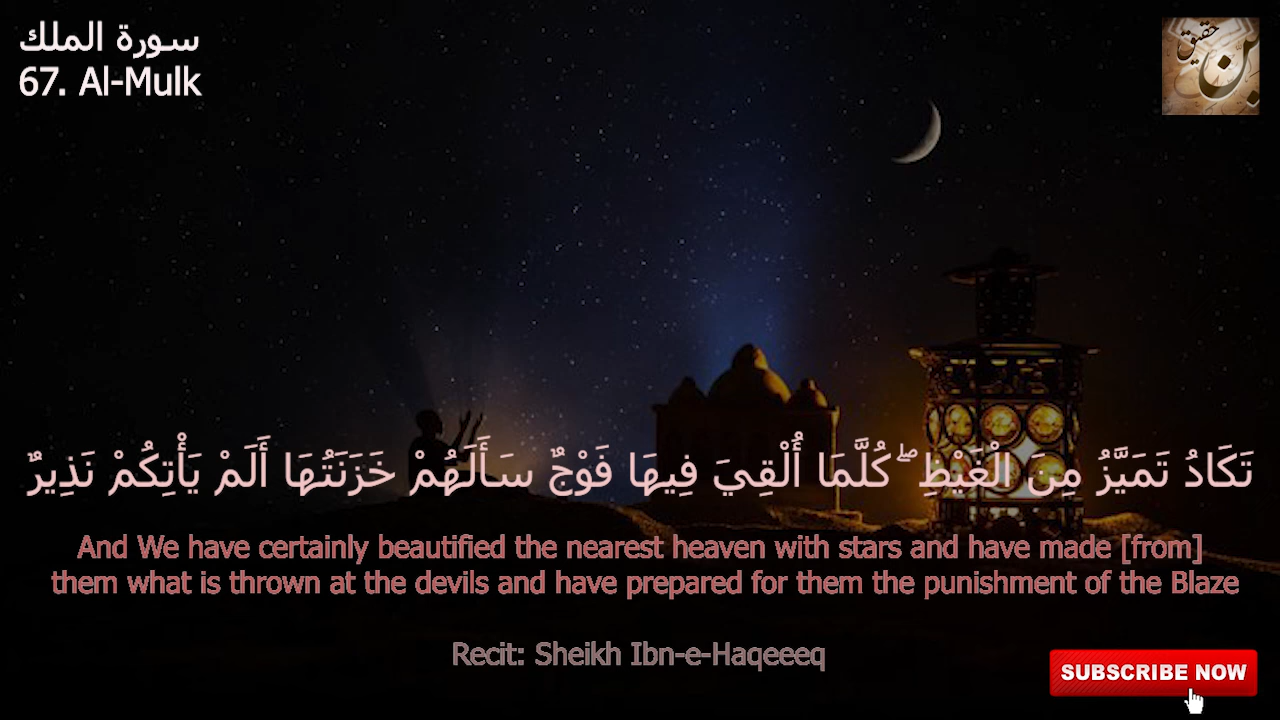 سورة الملك
67. Al-Mulk
حقیق
بن
تَكَادُ تَمَيَّزُ مِنَ الْغَيْظِ ۖ كُلَّمَا أُلْقِيَ فِيهَا فَوْجٌ سَأَلَهُمْ خَزَنَتُهَا أَلَمْ يَأْتِكُمْ نَذِيرٌ
And We have certainly beautified the nearest heaven with stars and have made [from]
them what is thrown at the devils and have prepared for them the punishment of the Blaze
Recit: Sheikh Ibn-e-Haqeeeq
SUBSCRIBE NOW